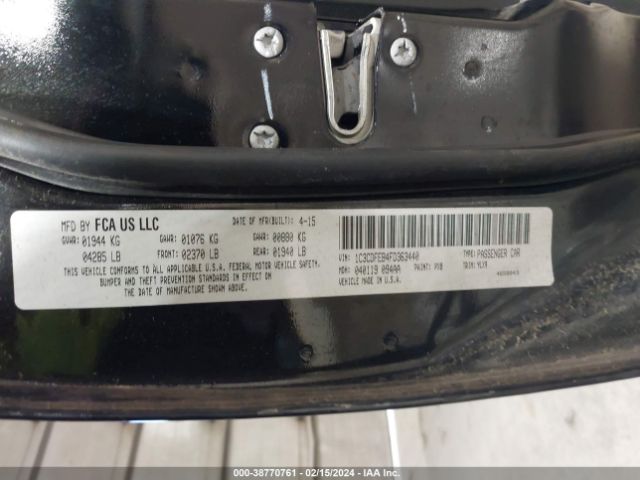 MFD BY FCA US LLC DATE OF MFR(BUILT): 4-15
GVWR: 01944 KG GAWR: 01076 KG GAWR: 00880 KG
04285 LB FRONT: 02370 LB REAR: 01940 LB
THIS VEHICLE CONFORMS TO ALL APPLICABLE U.S.A. FEDERAL MOTOR VEHICLE SAFETY,
BUMPER AND THEFT PREVENTION STANDARDS IN EFFECT ON
THE DATE OF MANUFACTURE SHOWN ABOVE.
1C3CDFEB4FD363440 TYPE: PASSENGER CAR
MDH: 040119 09AAA PAINT: PX8 TRIM: VLX9
VEHICLE MADE IN U.S.A.
000-38770761 - 02/15/2024 - IAA Inc.